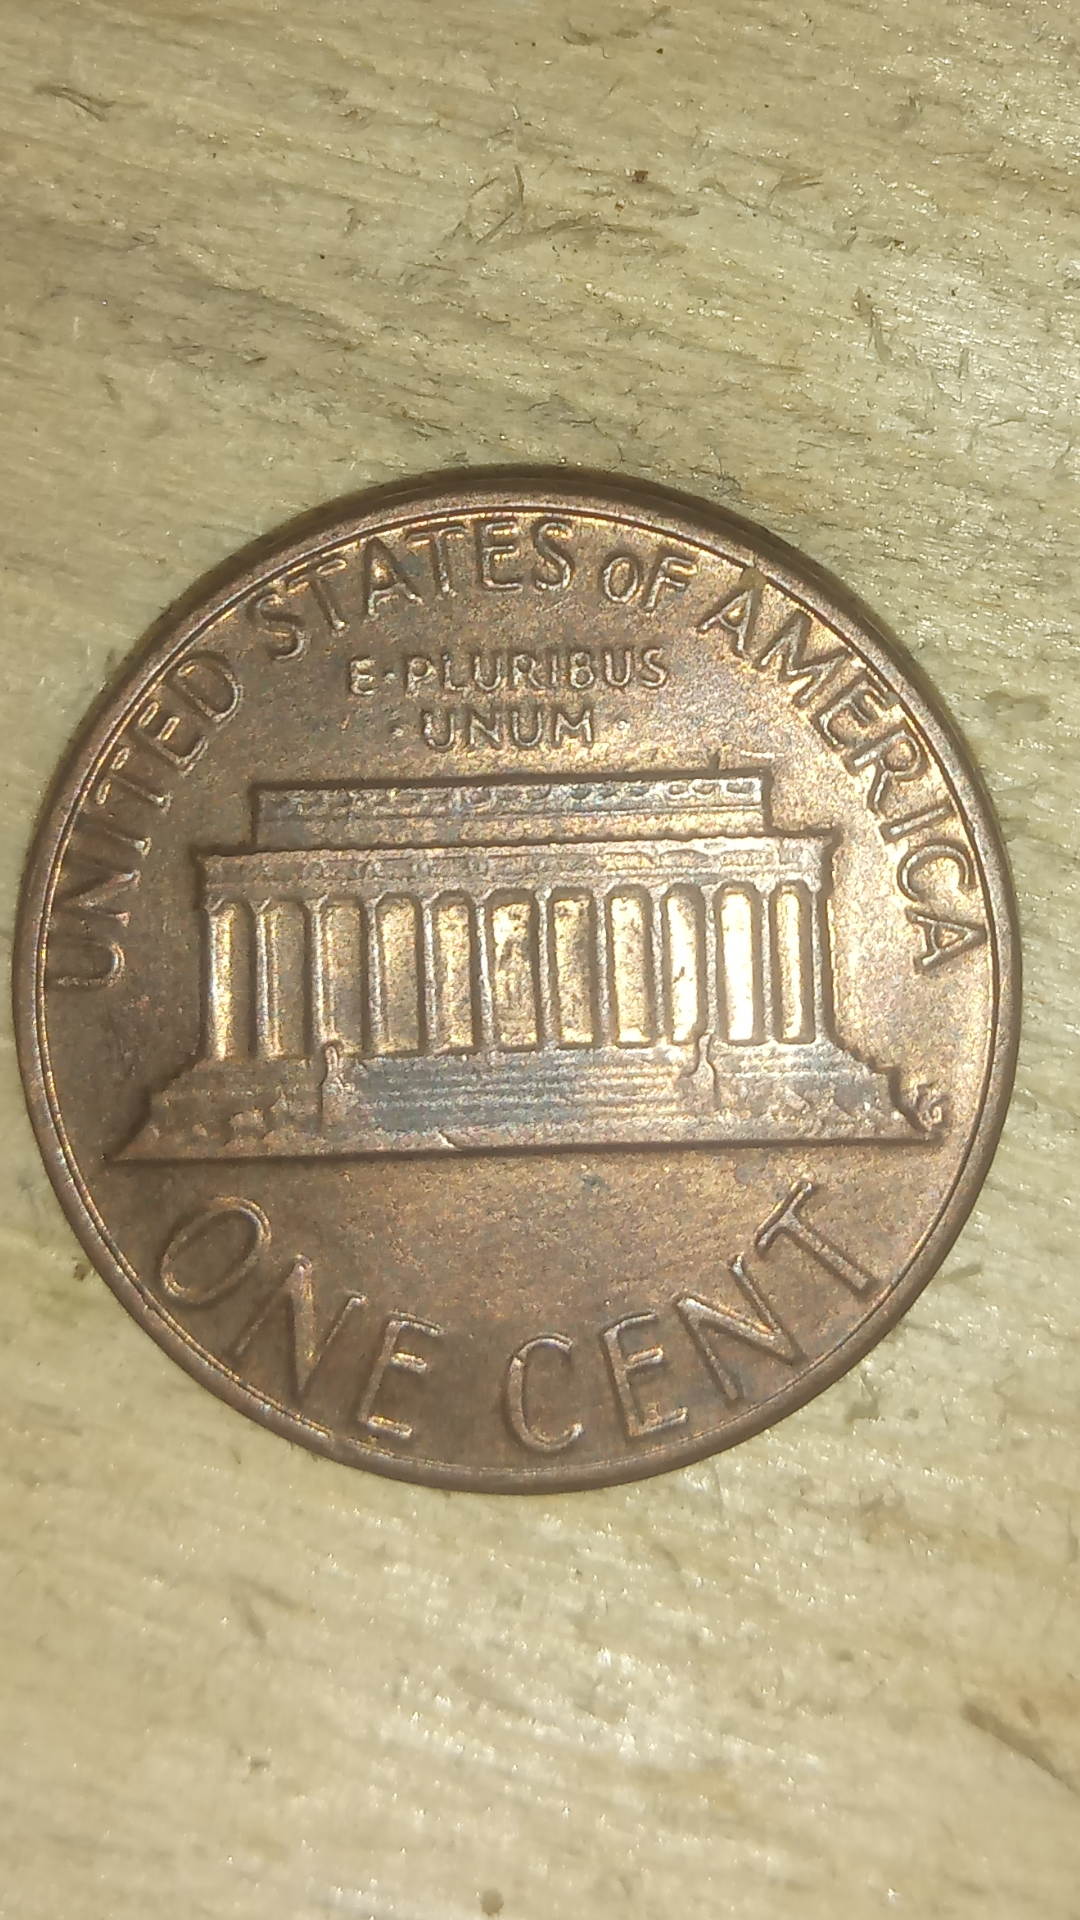 UNITED STATES OF AMERICA
E·PLURIBUS
·UNUM·
ONE CENT